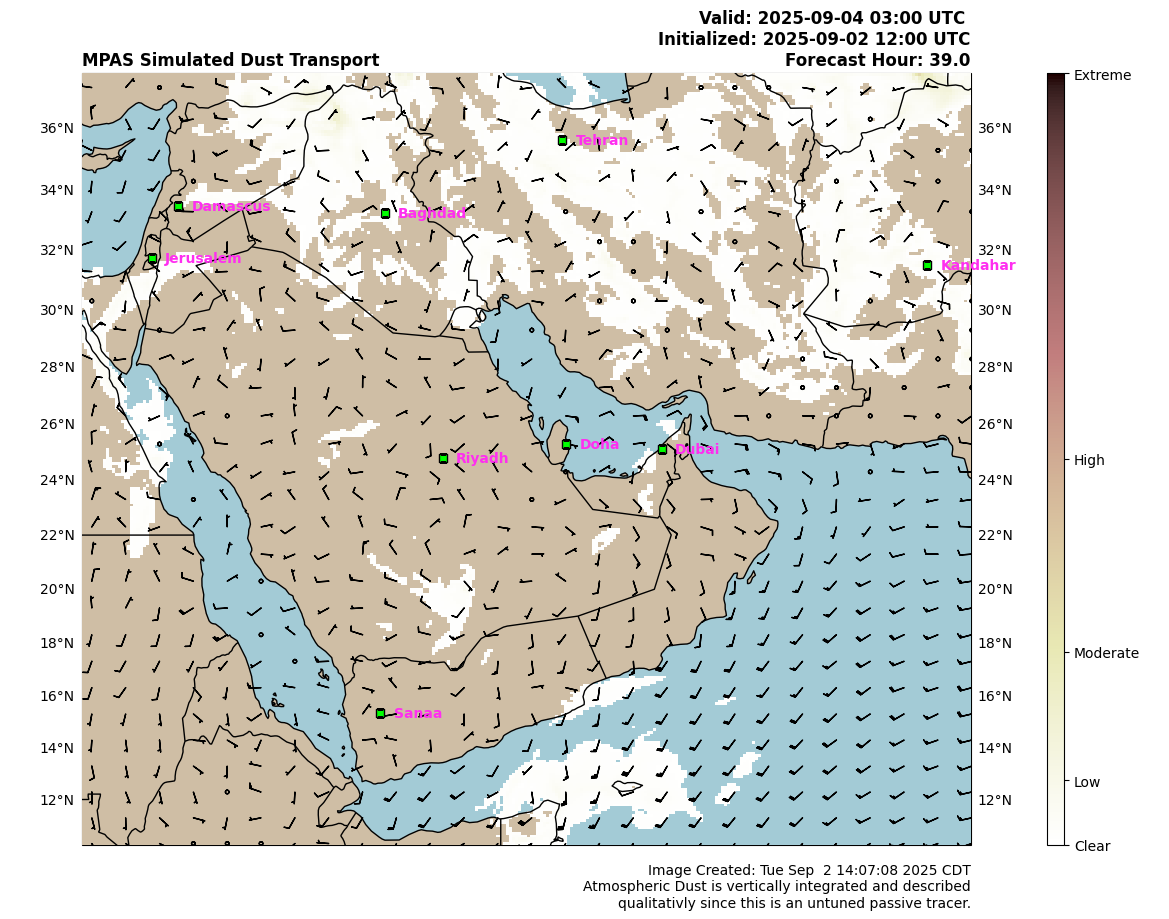 Valid: 2025-09-04 03:00 UTC
Initialized: 2025-09-02 12:00 UTC
MPAS Simulated Dust Transport
Forecast Hour: 39.0
Extreme
36°N
36°N
Tehran
34°N
34°N
Damascus
Baghdad
32°N
32°N
Jerusalem
Kandahar
30°N
30°N
28°N
28°N
26°N
26°N
Doha
Dubai
Riyadh
High
24°N
24°N
22°N
22°N
20°N
20°N
18°N
18°N
Moderate
16°N
16°N
Sanaa
14°N
14°N
Low
12°N
12°N
Clear
Image Created: Tue Sep  2 14:07:08 2025 CDT
Atmospheric Dust is vertically integrated and described
qualitativly since this is an untuned passive tracer.